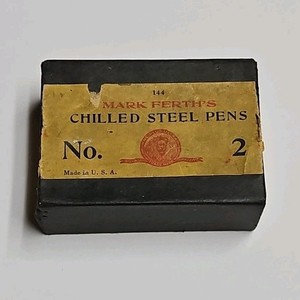 144
MARK FERTH'S
CHILLED STEEL PENS
No. 2
Made in U. S. A.